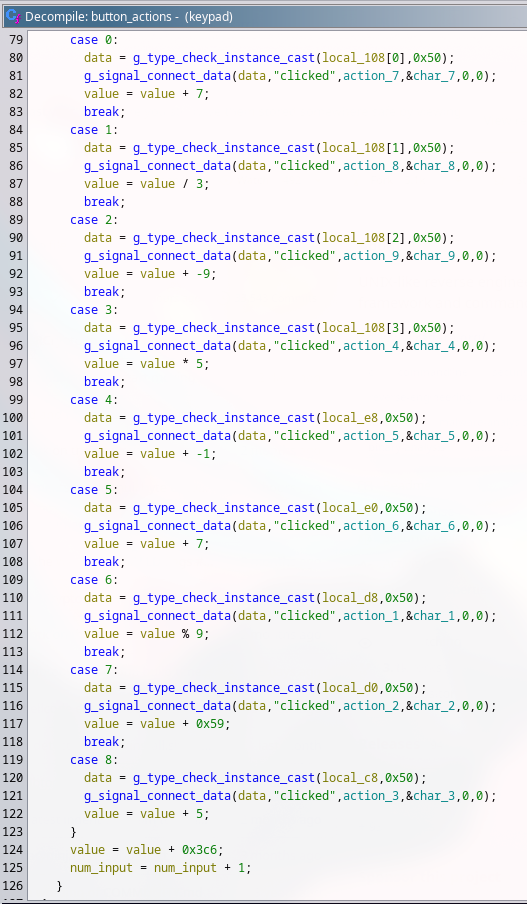 Decompile: button_actions - (keypad)
79 case 0:
80 data = g_type_check_instance_cast(local_108[0],0x50);
81 g_signal_connect_data(data,"clicked",action_7,&char_7,0,0);
82 value = value + 7;
83 break;
84 case 1:
85 data = g_type_check_instance_cast(local_108[1],0x50);
86 g_signal_connect_data(data,"clicked",action_8,&char_8,0,0);
87 value = value / 3;
88 break;
89 case 2:
90 data = g_type_check_instance_cast(local_108[2],0x50);
91 g_signal_connect_data(data,"clicked",action_9,&char_9,0,0);
92 value = value + -9;
93 break;
94 case 3:
95 data = g_type_check_instance_cast(local_108[3],0x50);
96 g_signal_connect_data(data,"clicked",action_4,&char_4,0,0);
97 value = value * 5;
98 break;
99 case 4:
100 data = g_type_check_instance_cast(local_e8,0x50);
101 g_signal_connect_data(data,"clicked",action_5,&char_5,0,0);
102 value = value + -1;
103 break;
104 case 5:
105 data = g_type_check_instance_cast(local_e0,0x50);
106 g_signal_connect_data(data,"clicked",action_6,&char_6,0,0);
107 value = value + 7;
108 break;
109 case 6:
110 data = g_type_check_instance_cast(local_d8,0x50);
111 g_signal_connect_data(data,"clicked",action_1,&char_1,0,0);
112 value = value % 9;
113 break;
114 case 7:
115 data = g_type_check_instance_cast(local_d0,0x50);
116 g_signal_connect_data(data,"clicked",action_2,&char_2,0,0);
117 value = value + 0x59;
118 break;
119 case 8:
120 data = g_type_check_instance_cast(local_c8,0x50);
121 g_signal_connect_data(data,"clicked",action_3,&char_3,0,0);
122 value = value + 5;
123 }
124 value = value + 0x3c6;
125 num_input = num_input + 1;
126 }